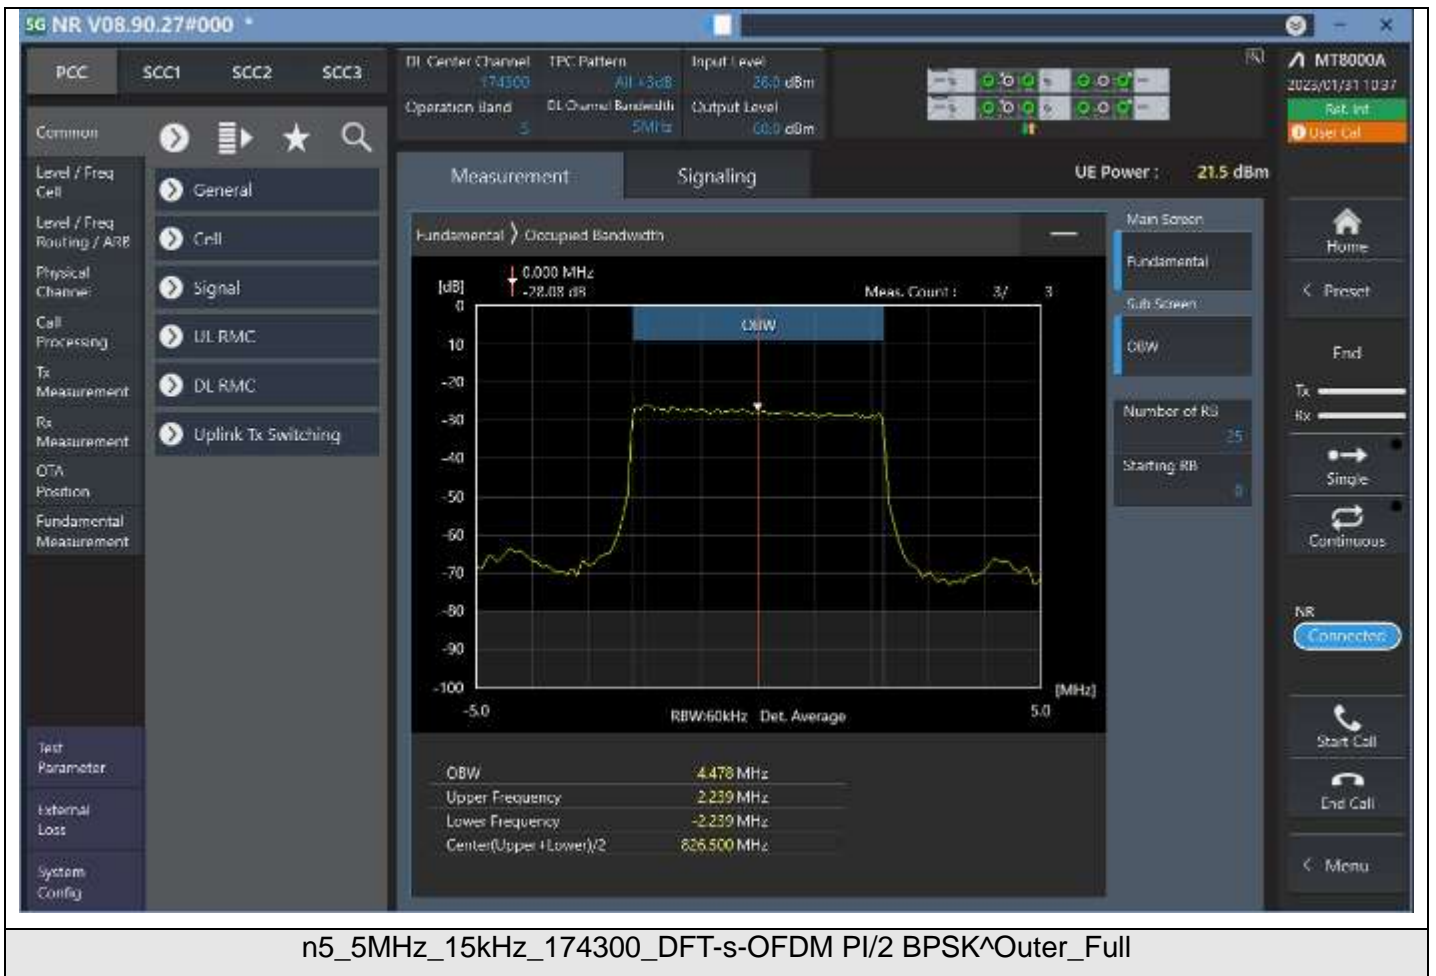 5G NR V08.90.27#000 *
PCC SCC1 SCC2 SCC3
DL Center Channel TPC Pattern Input Level
174300 All +3dB 26.0 dBm
Operation Band DL Channel Bandwidth Output Level
5 5MHz dBm
MT8000A
2023/01/31 10:37
Ref. Int
User Cal
Common
Level / Freq
Cell
Level / Freq
Routing / ARB
Physical
Channel
Call
Processing
Tx
Measurement
Rx
Measurement
OTA
Position
Fundamental
Measurement
Test
Parameter
External
Loss
System
Config
General
Cell
Signal
UL RMC
DL RMC
Uplink Tx Switching
Measurement Signaling
UE Power : 21.5 dBm
Fundamental Occupied Bandwidth
[dB]
0.000 MHz
-28.08 dB
Meas. Count : 3/ 3
OBW
0
10
-20
-30
-40
-50
-60
-70
-80
-90
-100
-5.0 RBW:60kHz Det. Average 5.0
[MHz]
OBW 4.478 MHz
Upper Frequency 2.239 MHz
Lower Frequency -2.239 MHz
Center(Upper+Lower)/2 826.500 MHz
Main Screen
Fundamental
Sub Screen
OBW
Number of RB
25
Starting RB
0
Home
< Preset
End
Tx
Rx
Single
Continuous
NR
Connected
Start Call
End Call
< Menu
n5_5MHz_15kHz_174300_DFT-s-OFDM PI/2 BPSK^Outer_Full